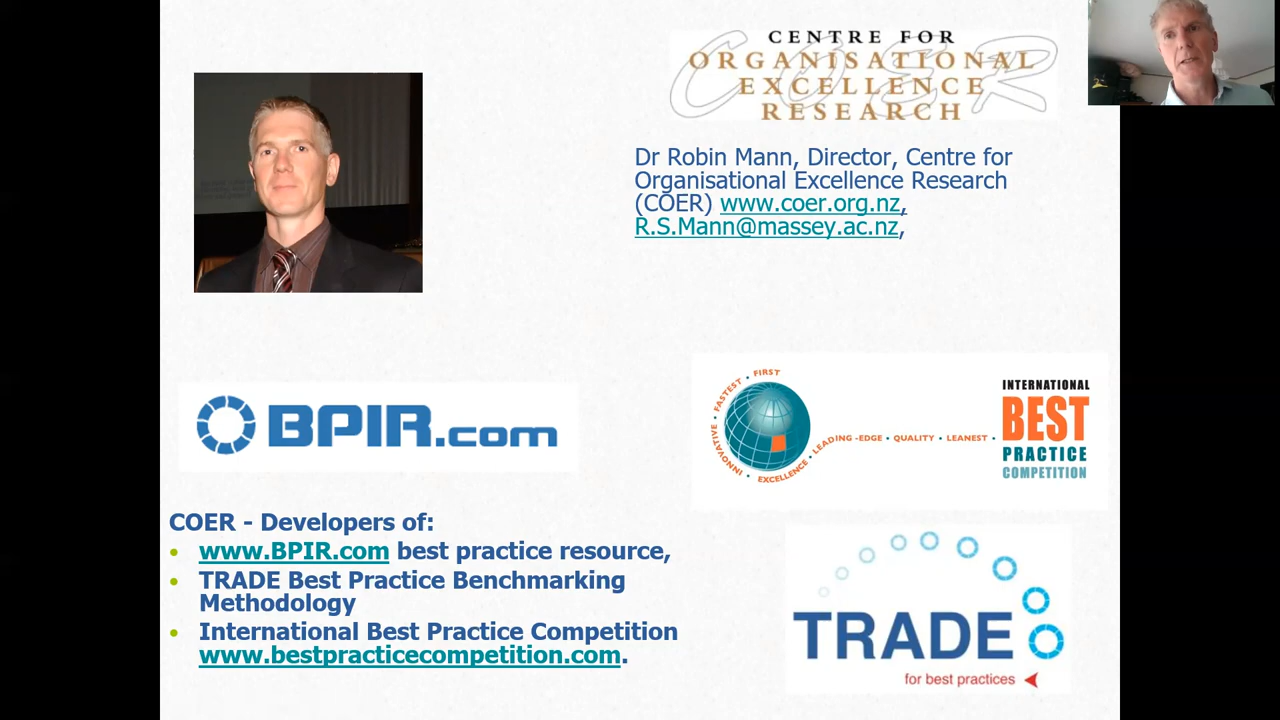 CENTRE FOR
ORGANISATIONAL
EXCELLENCE
RESEARCH
Dr Robin Mann, Director, Centre for
Organisational Excellence Research
(COER) www.coer.org.nz,
R.S.Mann@massey.ac.nz,
BPIR.com
INNOVATIVE • FASTEST • FIRST
EXCELLENCE • LEADING -EDGE • QUALITY • LEANEST •
INTERNATIONAL
BEST
PRACTICE
COMPETITION
COER - Developers of:
• www.BPIR.com best practice resource,
• TRADE Best Practice Benchmarking
Methodology
• International Best Practice Competition
www.bestpracticecompetition.com.
TRADE
for best practices